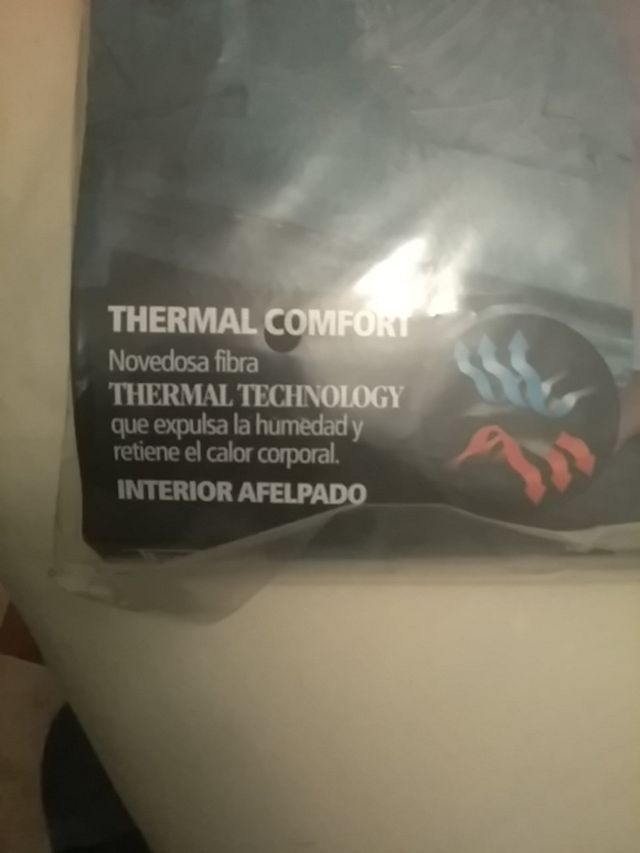 THERMAL COMFORT
Novedosa fibra
THERMAL TECHNOLOGY
que expulsa la humedad y
retiene el calor corporal.
INTERIOR AFELPADO